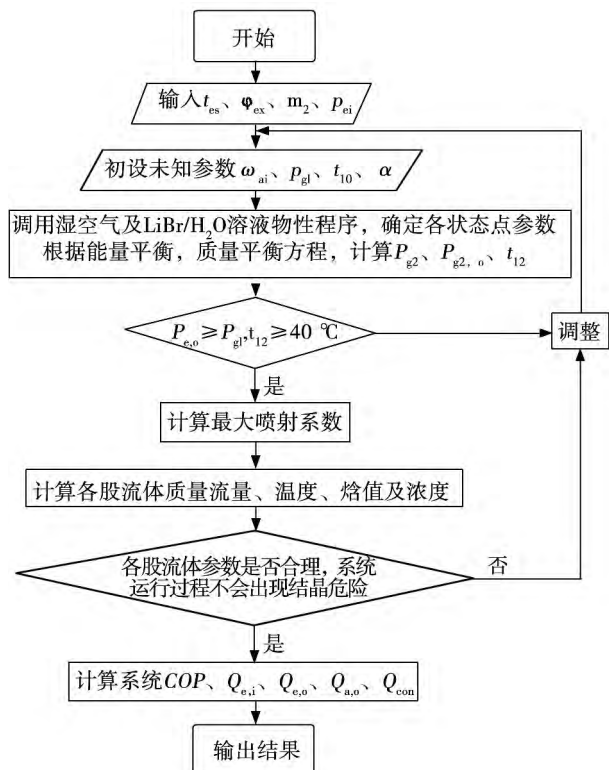 开始
输入t_es、φ_ex、m_2、p_ei
初设未知参数ω_ai、p_gl、t_10、α
调用湿空气及LiBr/H_2O溶液物性程序，确定各状态点参数
根据能量平衡，质量平衡方程，计算P_g2、P_g2, o、t_12
P_e,o≥P_gl,t_12≥40 ℃
调整
是
计算最大喷射系数
计算各股流体质量流量、温度、焓值及浓度
各股流体参数是否合理，系统
运行过程不会出现结晶危险
否
是
计算系统COP、Q_e,i、Q_e,o、Q_a,o、Q_con
输出结果